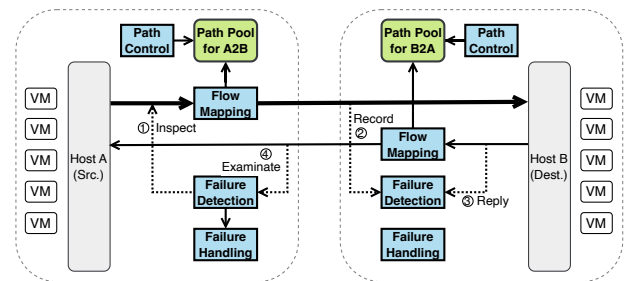 Path
Control
Path Pool
for A2B
Path Pool
for B2A
Path
Control
VM
VM
VM
VM
VM
Host A
(Src.)
Flow
Mapping
① Inspect
④
Examinate
Failure
Detection
Failure
Handling
Record
②
Flow
Mapping
Failure
Detection
③ Reply
Failure
Handling
Host B
(Dest.)
VM
VM
VM
VM
VM